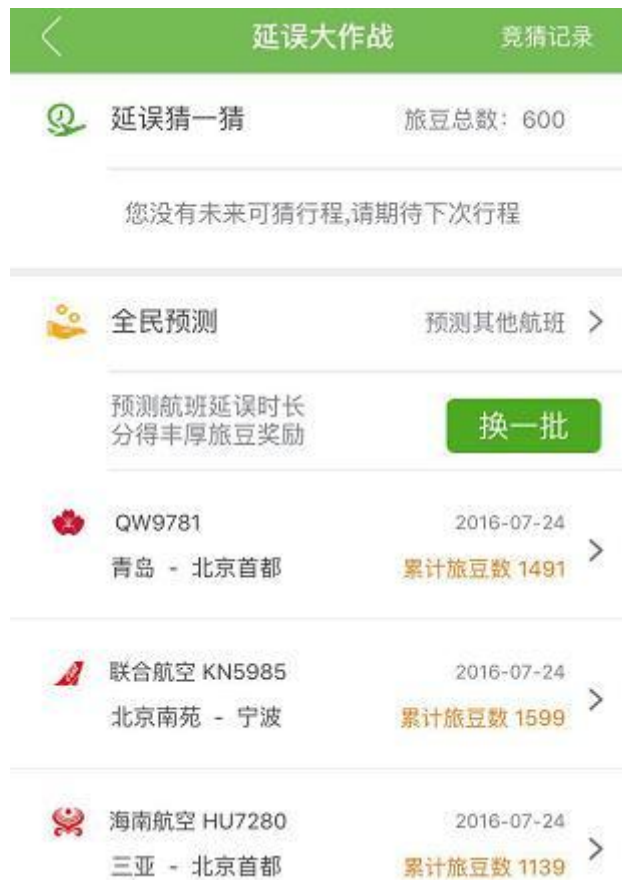 延误大作战 竞猜记录
延误猜一猜 旅豆总数：600
您没有未来可猜行程,请期待下次行程
全民预测 预测其他航班
预测航班延误时长
分得丰厚旅豆奖励
换一批
QW9781 2016-07-24
青岛 - 北京首都 累计旅豆数 1491
联合航空 KN5985 2016-07-24
北京南苑 - 宁波 累计旅豆数 1599
海南航空 HU7280 2016-07-24
三亚 - 北京首都 累计旅豆数 1139